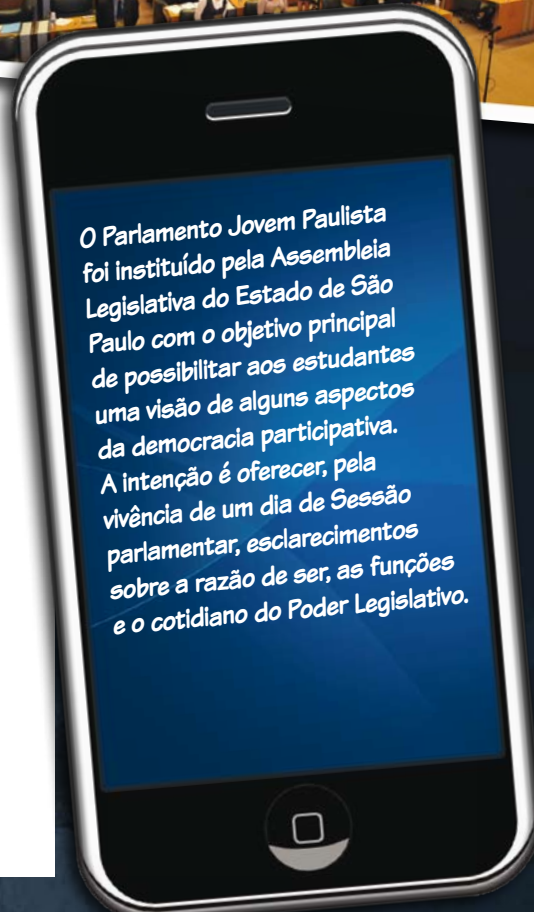 O Parlamento Jovem Paulista
foi instituído pela Assembleia
Legislativa do Estado de São
Paulo com o objetivo principal
de possibilitar aos estudantes
uma visão de alguns aspectos
da democracia participativa.
A intenção é oferecer, pela
vivência de um dia de Sessão
parlamentar, esclarecimentos
sobre a razão de ser, as funções
e o cotidiano do Poder Legislativo.